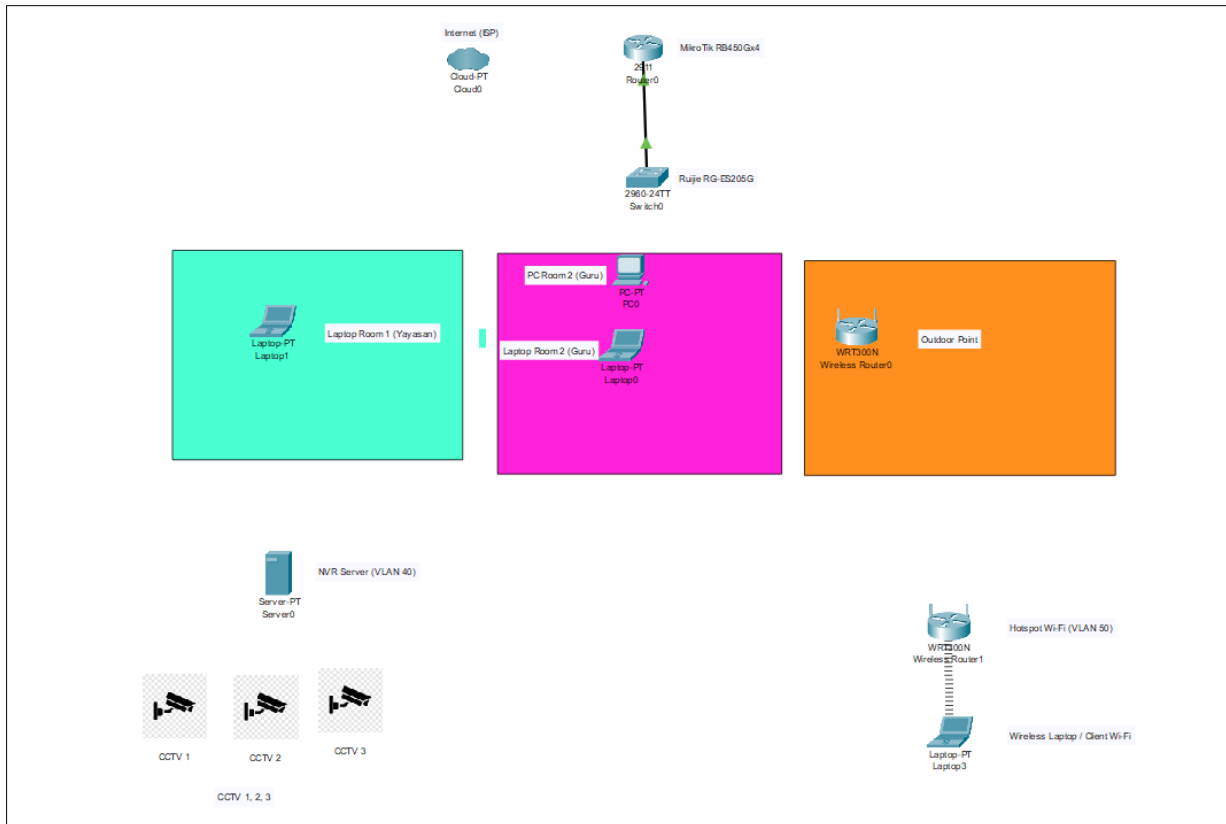 Internet (ISP)
Cloud-PT
Cloud0
MikroTik RB450Gx4
2911
Router0
Ruijie RG-ES205G
2960-24TT
Switch0
PC Room 2 (Guru)
PC-PT
PC0
Laptop Room 1 (Yayasan)
Laptop-PT
Laptop1
Laptop Room 2 (Guru)
Laptop-PT
Laptop0
Outdoor Point
WRT300N
Wireless Router0
NVR Server (VLAN 40)
Server-PT
Server0
Hotspot Wi-Fi (VLAN 50)
WRT300N
Wireless Router1
CCTV 1
CCTV 2
CCTV 3
CCTV 1, 2, 3
Wireless Laptop / Client Wi-Fi
Laptop-PT
Laptop3